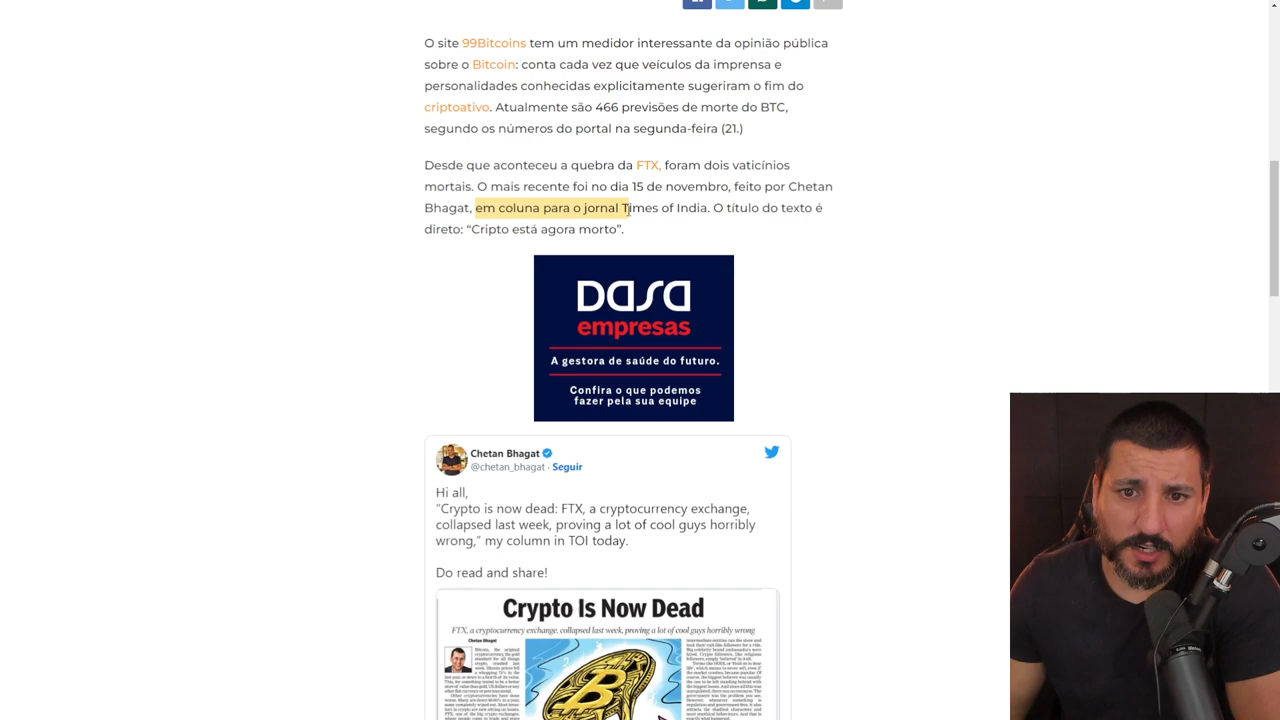 O site 99Bitcoins tem um medidor interessante da opinião pública
sobre o Bitcoin: conta cada vez que veículos da imprensa e
personalidades conhecidas explicitamente sugeriram o fim do
criptoativo. Atualmente são 466 previsões de morte do BTC,
segundo os números do portal na segunda-feira (21.)
Desde que aconteceu a quebra da FTX, foram dois vaticínios
mortais. O mais recente foi no dia 15 de novembro, feito por Chetan
Bhagat, em coluna para o jornal Times of India. O título do texto é
direto: “Cripto está agora morto”.
DASA
empresas
A gestora de saúde do futuro.
Confira o que podemos
fazer pela sua equipe
Chetan Bhagat
@chetan_bhagat · Seguir
Hi all,
“Crypto is now dead: FTX, a cryptocurrency exchange,
collapsed last week, proving a lot of cool guys horribly
wrong,” my column in TOI today.
Do read and share!
Crypto Is Now Dead
FTX, a cryptocurrency exchange, collapsed last week, proving a lot of cool guys horribly wrong
Chetan Bhagat